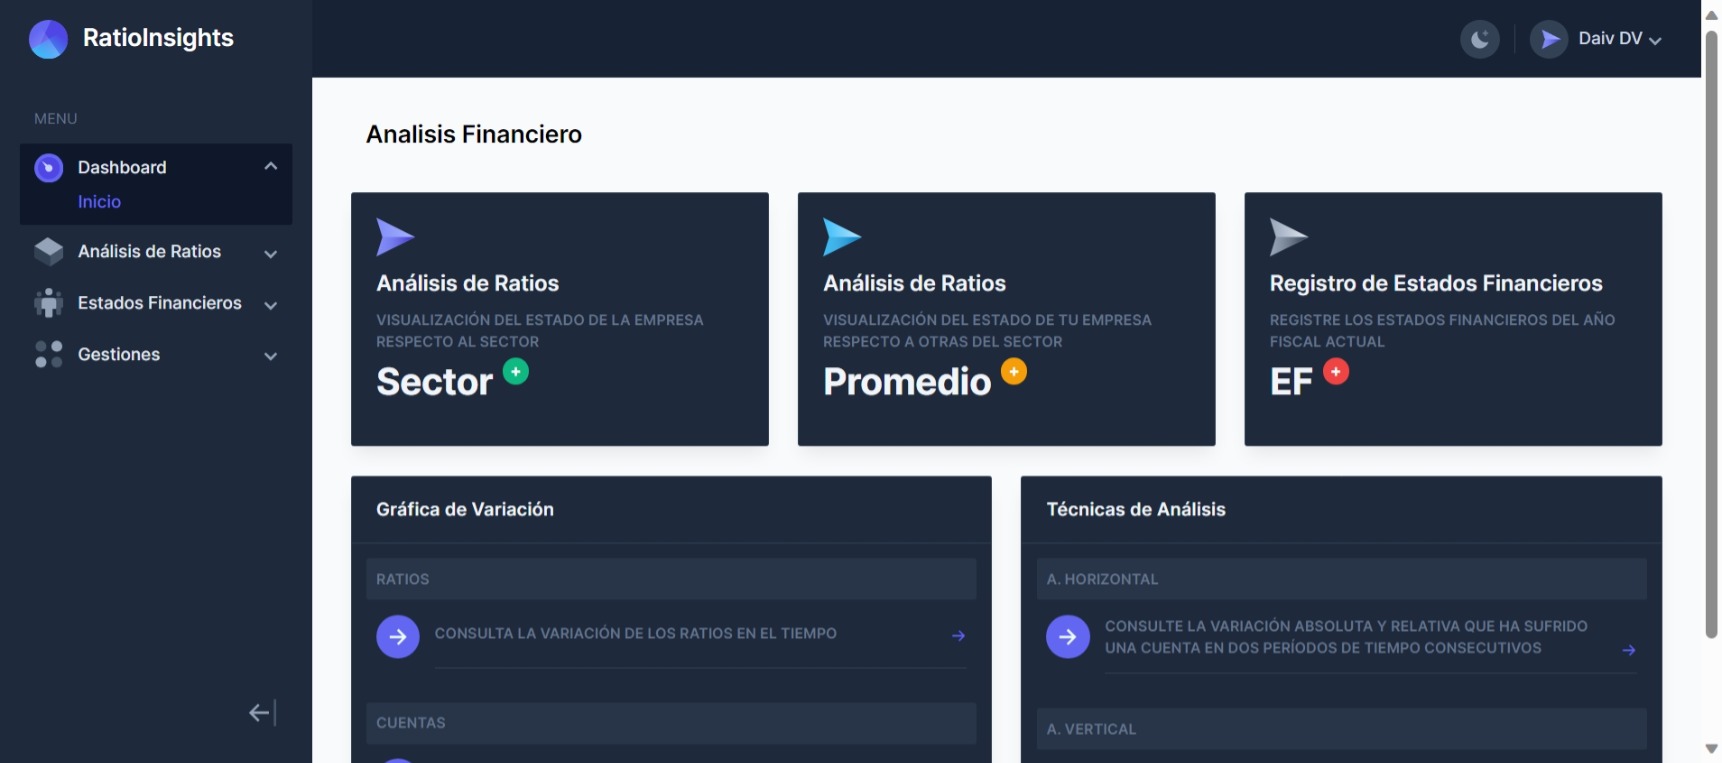 RatioInsights
Daiv DV
MENU
Dashboard
Inicio
Análisis de Ratios
Estados Financieros
Gestiones
Analisis Financiero
Análisis de Ratios
VISUALIZACIÓN DEL ESTADO DE LA EMPRESA
RESPECTO AL SECTOR
Sector
Análisis de Ratios
VISUALIZACIÓN DEL ESTADO DE TU EMPRESA
RESPECTO A OTRAS DEL SECTOR
Promedio
Registro de Estados Financieros
REGISTRE LOS ESTADOS FINANCIEROS DEL AÑO
FISCAL ACTUAL
EF
Gráfica de Variación
RATIOS
CONSULTA LA VARIACIÓN DE LOS RATIOS EN EL TIEMPO
CUENTAS
Técnicas de Análisis
A. HORIZONTAL
CONSULTE LA VARIACIÓN ABSOLUTA Y RELATIVA QUE HA SUFRIDO
UNA CUENTA EN DOS PERÍODOS DE TIEMPO CONSECUTIVOS
A. VERTICAL